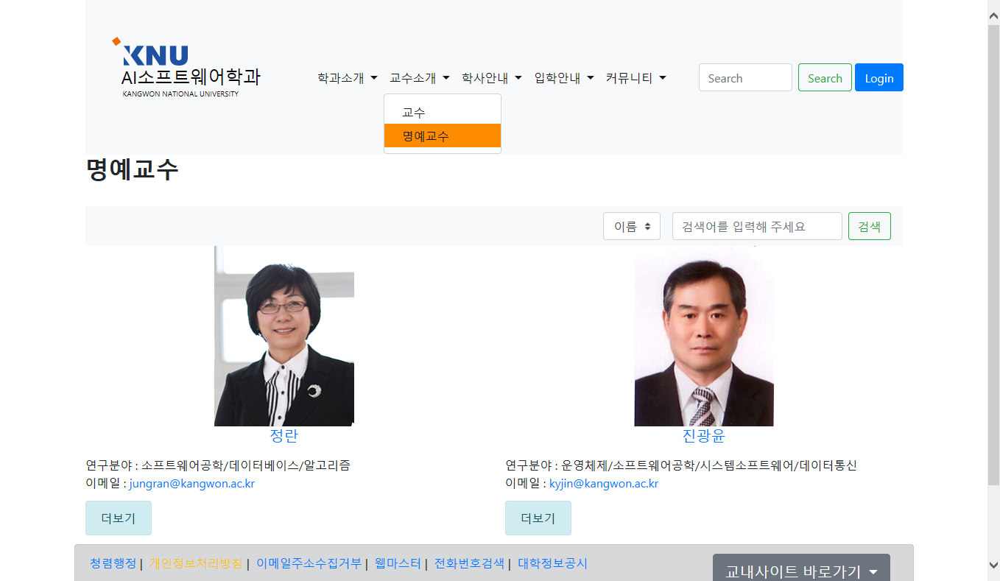 KNU
AI소프트웨어학과
KANGWON NATIONAL UNIVERSITY
학과소개 교수소개 학사안내 입학안내 커뮤니티 Search Search Login
교수
명예교수
명예교수
이름 검색어를 입력해 주세요 검색
정란
연구분야 : 소프트웨어공학/데이터베이스/알고리즘
이메일 : jungran@kangwon.ac.kr
더보기
진광윤
연구분야 : 운영체제/소프트웨어공학/시스템소프트웨어/데이터통신
이메일 : kyjin@kangwon.ac.kr
더보기
청렴행정 | 개인정보처리방침 | 이메일주소수집거부 | 웹마스터 | 전화번호검색 | 대학정보공시
교내사이트 바로가기